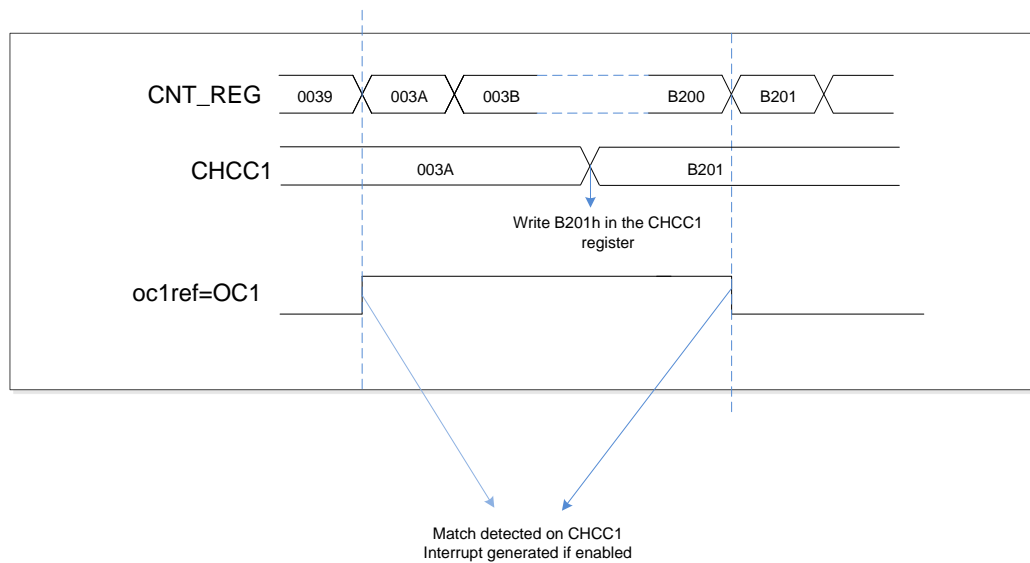 CNT_REG 0039 003A 003B B200 B201
CHCC1 003A B201
Write B201h in the CHCC1
register
oc1ref=OC1
Match detected on CHCC1
Interrupt generated if enabled